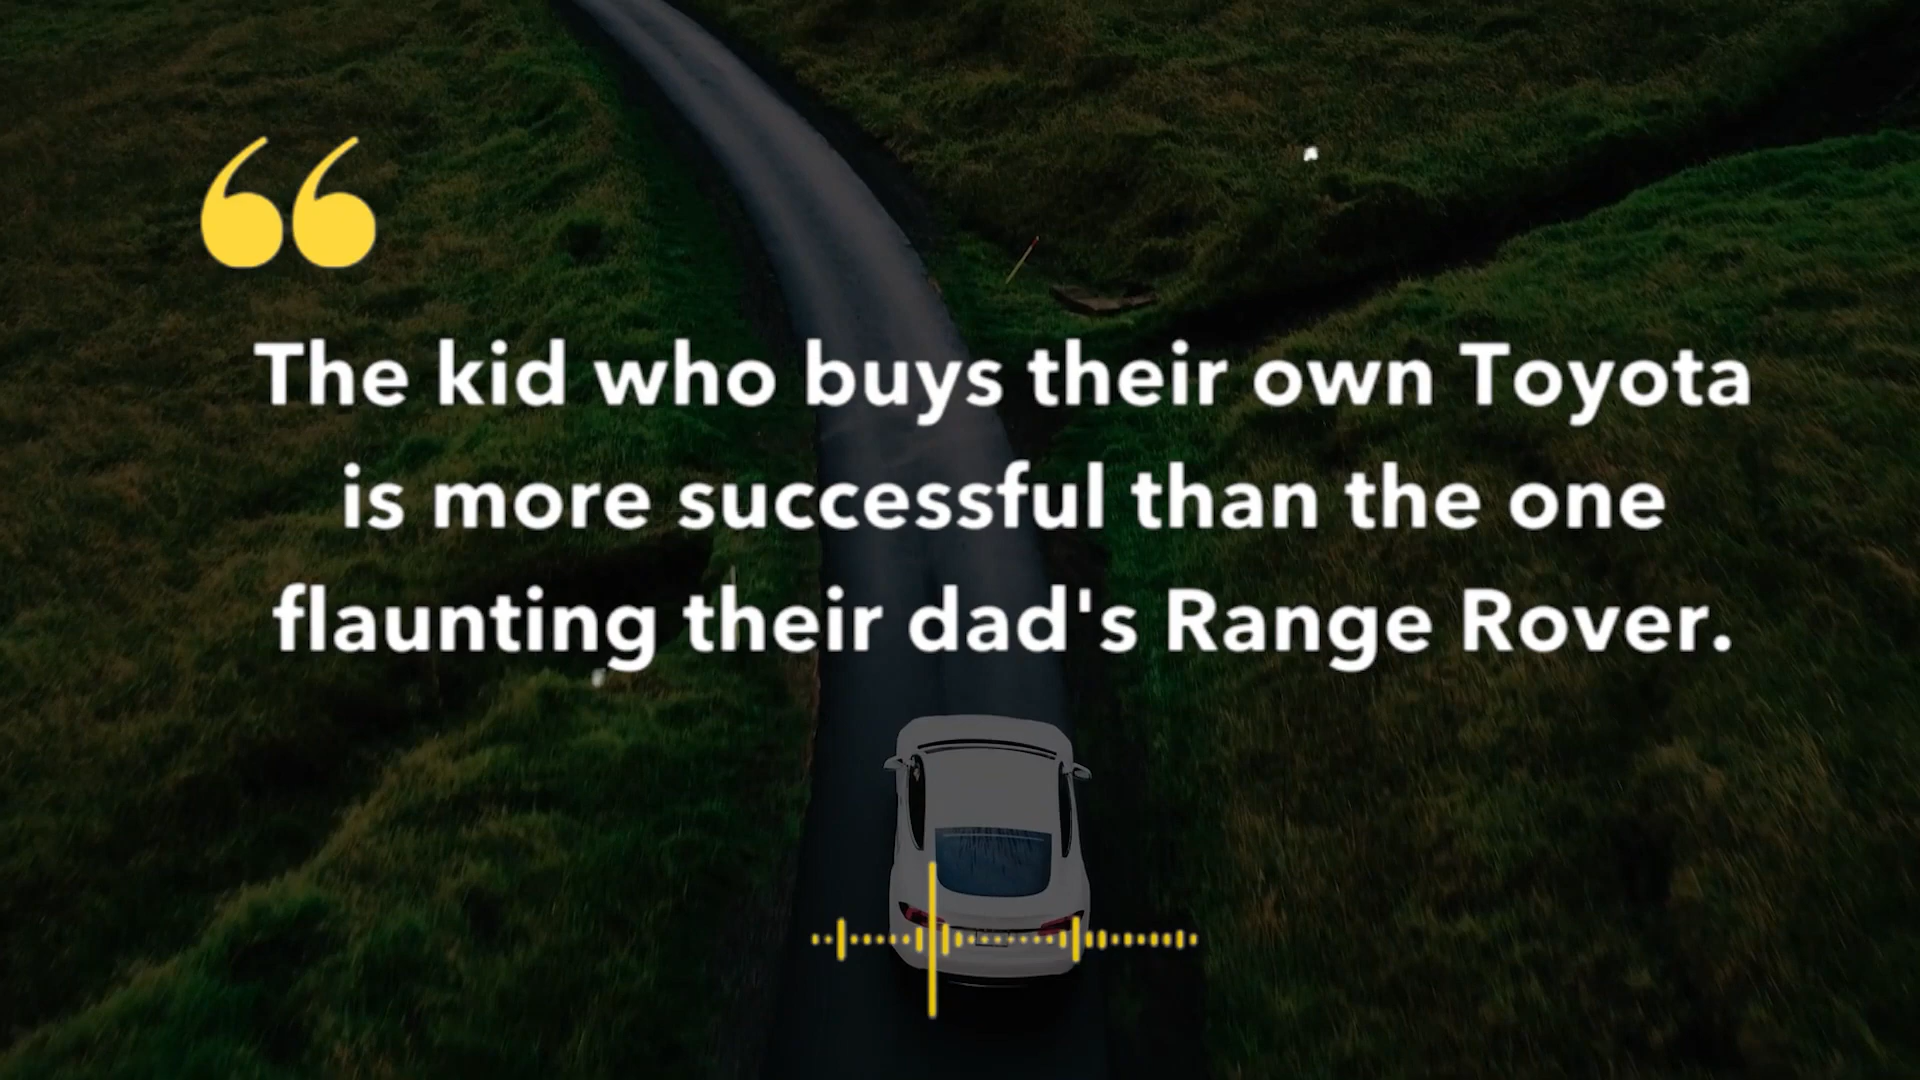 “
The kid who buys their own Toyota
is more successful than the one
flaunting their dad's Range Rover.